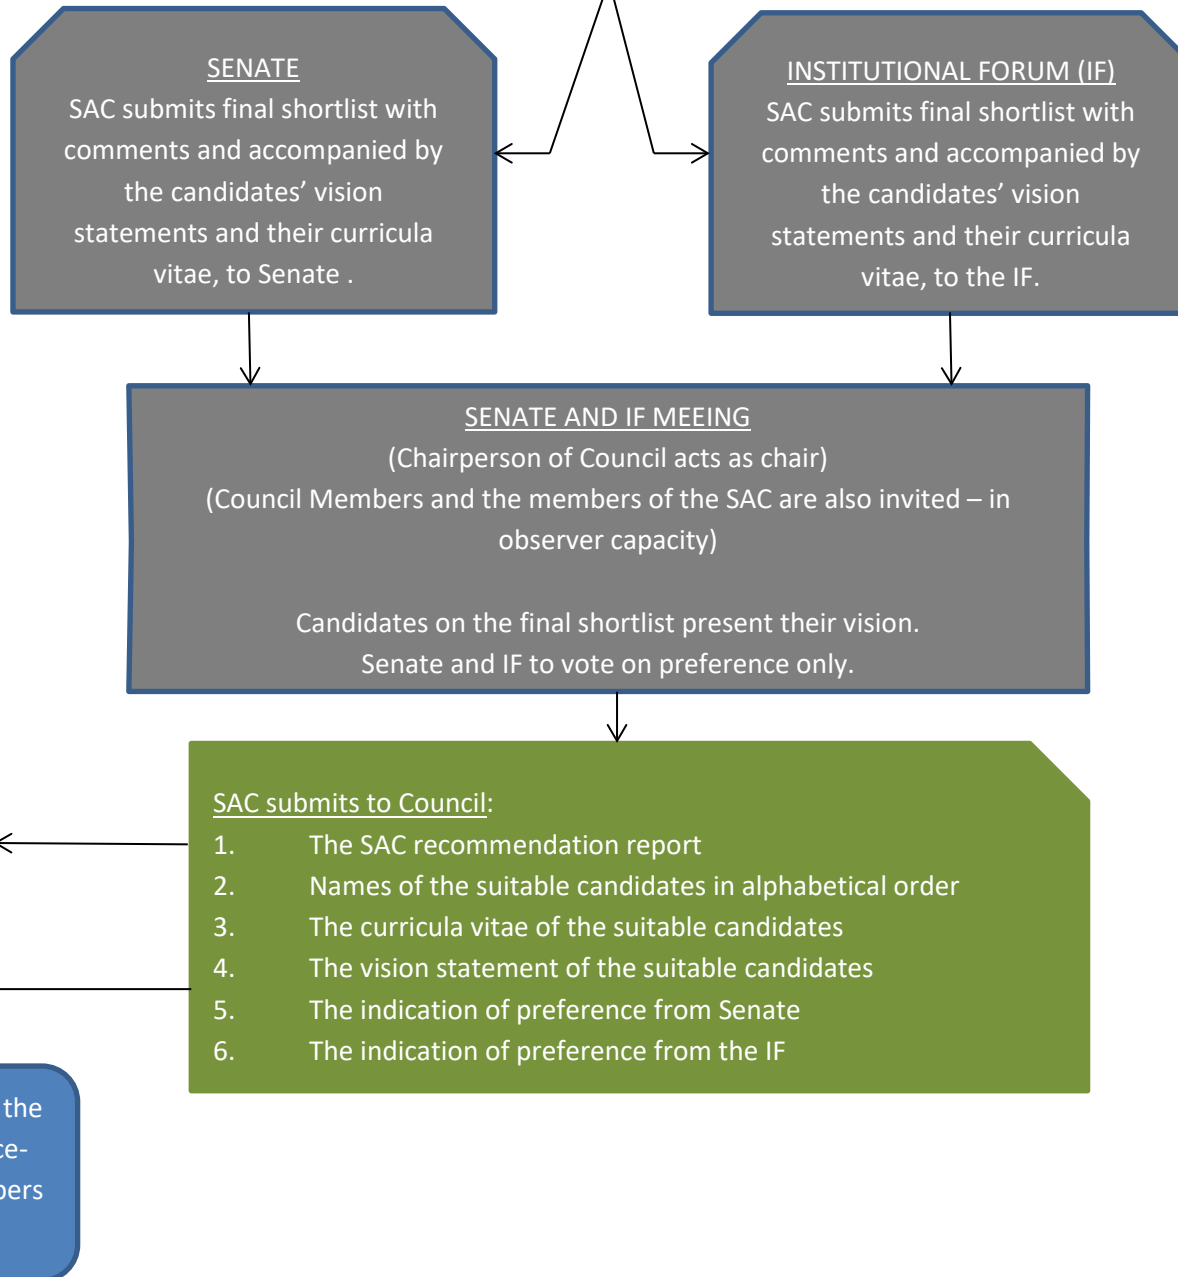 SENATE
SAC submits final shortlist with
comments and accompanied by
the candidates’ vision
statements and their curricula
vitae, to Senate .
INSTITUTIONAL FORUM (IF)
SAC submits final shortlist with
comments and accompanied by
the candidates’ vision
statements and their curricula
vitae, to the IF.
SENATE AND IF MEEING
(Chairperson of Council acts as chair)
(Council Members and the members of the SAC are also invited – in
observer capacity)
Candidates on the final shortlist present their vision.
Senate and IF to vote on preference only.
SAC submits to Council:
1. The SAC recommendation report
2. Names of the suitable candidates in alphabetical order
3. The curricula vitae of the suitable candidates
4. The vision statement of the suitable candidates
5. The indication of preference from Senate
6. The indication of preference from the IF
the